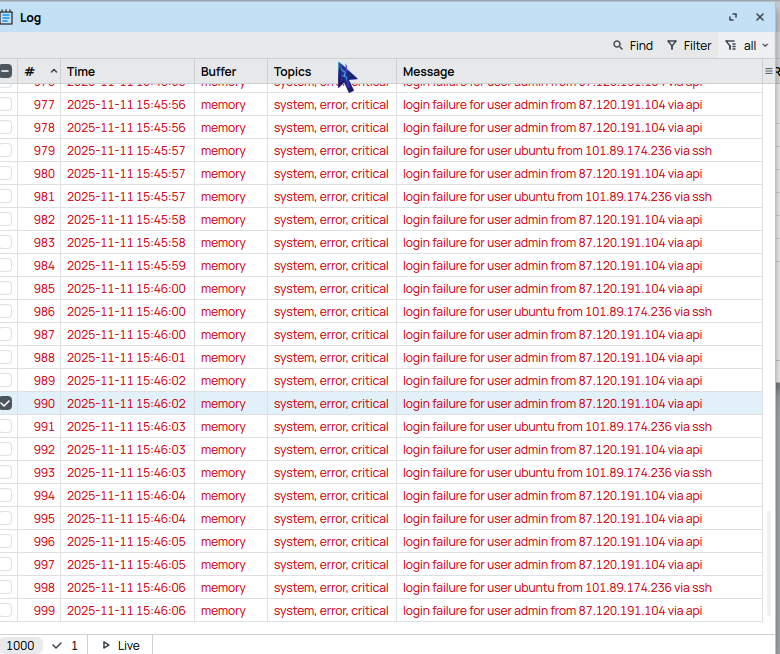 Log
Find Filter all
# Time Buffer Topics Message
977 2025-11-11 15:45:56 memory system, error, critical login failure for user admin from 87.120.191.104 via api
978 2025-11-11 15:45:56 memory system, error, critical login failure for user admin from 87.120.191.104 via api
979 2025-11-11 15:45:57 memory system, error, critical login failure for user ubuntu from 101.89.174.236 via ssh
980 2025-11-11 15:45:57 memory system, error, critical login failure for user admin from 87.120.191.104 via api
981 2025-11-11 15:45:57 memory system, error, critical login failure for user ubuntu from 101.89.174.236 via ssh
982 2025-11-11 15:45:58 memory system, error, critical login failure for user admin from 87.120.191.104 via api
983 2025-11-11 15:45:58 memory system, error, critical login failure for user admin from 87.120.191.104 via api
984 2025-11-11 15:45:59 memory system, error, critical login failure for user admin from 87.120.191.104 via api
985 2025-11-11 15:46:00 memory system, error, critical login failure for user admin from 87.120.191.104 via api
986 2025-11-11 15:46:00 memory system, error, critical login failure for user ubuntu from 101.89.174.236 via ssh
987 2025-11-11 15:46:00 memory system, error, critical login failure for user admin from 87.120.191.104 via api
988 2025-11-11 15:46:01 memory system, error, critical login failure for user admin from 87.120.191.104 via api
989 2025-11-11 15:46:02 memory system, error, critical login failure for user admin from 87.120.191.104 via api
990 2025-11-11 15:46:02 memory system, error, critical login failure for user admin from 87.120.191.104 via api
991 2025-11-11 15:46:03 memory system, error, critical login failure for user ubuntu from 101.89.174.236 via ssh
992 2025-11-11 15:46:03 memory system, error, critical login failure for user admin from 87.120.191.104 via api
993 2025-11-11 15:46:03 memory system, error, critical login failure for user ubuntu from 101.89.174.236 via ssh
994 2025-11-11 15:46:04 memory system, error, critical login failure for user admin from 87.120.191.104 via api
995 2025-11-11 15:46:04 memory system, error, critical login failure for user admin from 87.120.191.104 via api
996 2025-11-11 15:46:05 memory system, error, critical login failure for user admin from 87.120.191.104 via api
997 2025-11-11 15:46:05 memory system, error, critical login failure for user admin from 87.120.191.104 via api
998 2025-11-11 15:46:06 memory system, error, critical login failure for user ubuntu from 101.89.174.236 via ssh
999 2025-11-11 15:46:06 memory system, error, critical login failure for user admin from 87.120.191.104 via api
1000 1 Live